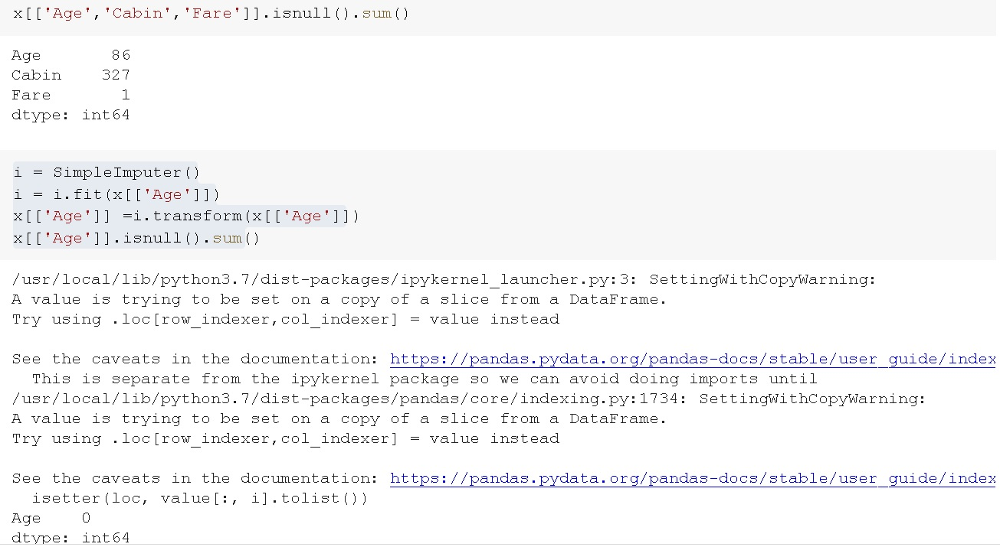 x[['Age','Cabin','Fare']].isnull().sum()
Age       86
Cabin    327
Fare       1
dtype: int64
i = SimpleImputer()
i = i.fit(x[['Age']])
x[['Age']] =i.transform(x[['Age']])
x[['Age']].isnull().sum()
/usr/local/lib/python3.7/dist-packages/ipykernel_launcher.py:3: SettingWithCopyWarning:
A value is trying to be set on a copy of a slice from a DataFrame.
Try using .loc[row_indexer,col_indexer] = value instead
See the caveats in the documentation: https://pandas.pydata.org/pandas-docs/stable/user_guide/index
  This is separate from the ipykernel package so we can avoid doing imports until
/usr/local/lib/python3.7/dist-packages/pandas/core/indexing.py:1734: SettingWithCopyWarning:
A value is trying to be set on a copy of a slice from a DataFrame.
Try using .loc[row_indexer,col_indexer] = value instead
See the caveats in the documentation: https://pandas.pydata.org/pandas-docs/stable/user_guide/index
  isetter(loc, value[:, i].tolist())
Age    0
dtype: int64